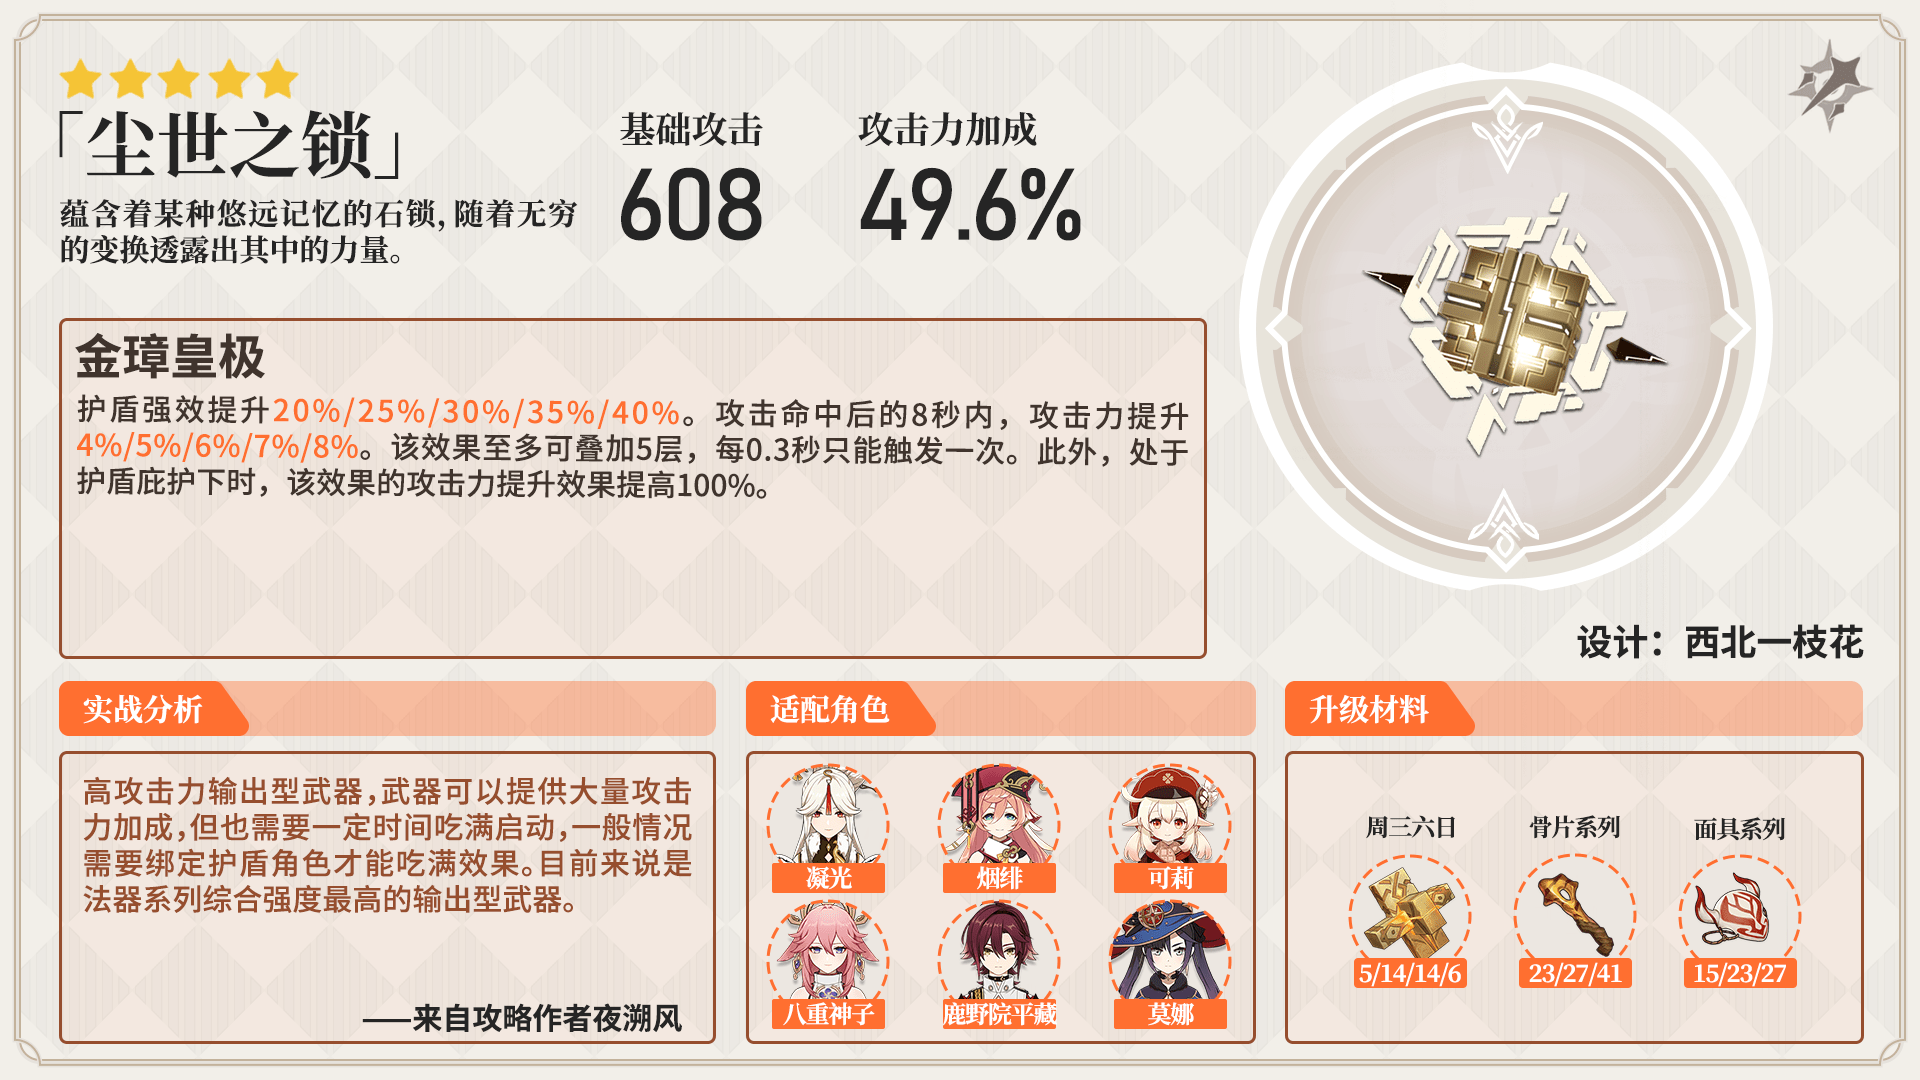 「尘世之锁」
蕴含着某种悠远记忆的石锁，随着无穷
的变换透露出其中的力量。
基础攻击
608
攻击力加成
49.6%
金璋皇极
护盾强效提升20%/25%/30%/35%/40%。攻击命中后的8秒内，攻击力提升
4%/5%/6%/7%/8%。该效果至多可叠加5层，每0.3秒只能触发一次。此外，处于
护盾庇护下时，该效果的攻击力提升效果提高100%。
设计：西北一枝花
实战分析
高攻击力输出型武器，武器可以提供大量攻击
力加成，但也需要一定时间吃满启动，一般情况
需要绑定护盾角色才能吃满效果。目前来说是
法器系列综合强度最高的输出型武器。
——来自攻略作者夜溯风
适配角色
凝光
烟绯
可莉
八重神子
鹿野院平藏
莫娜
升级材料
周三六日
骨片系列
面具系列
5/14/14/6
23/27/41
15/23/27